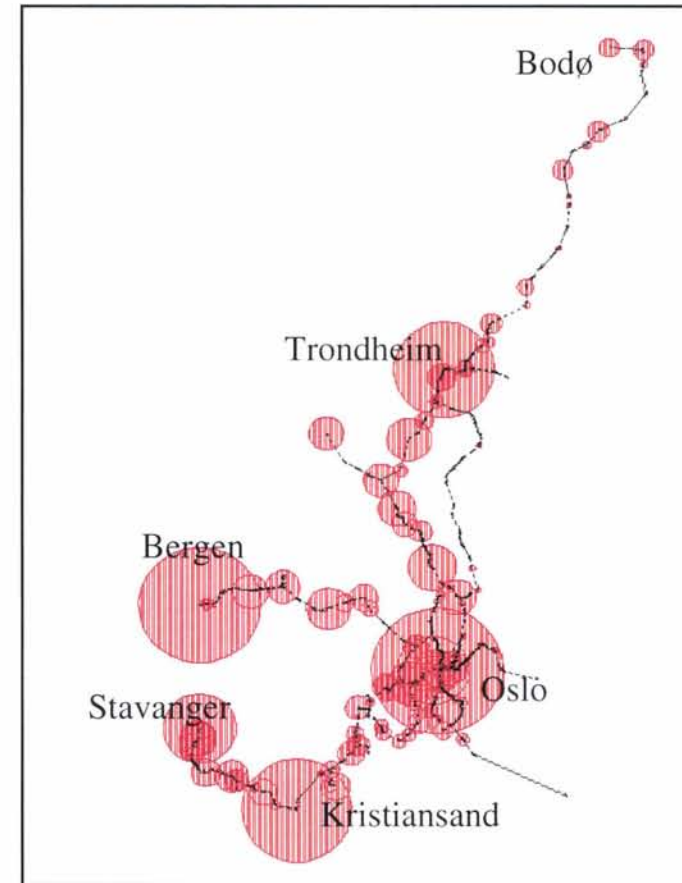 Bodø
Trondheim
Bergen
Stavanger
Oslo
Kristiansand